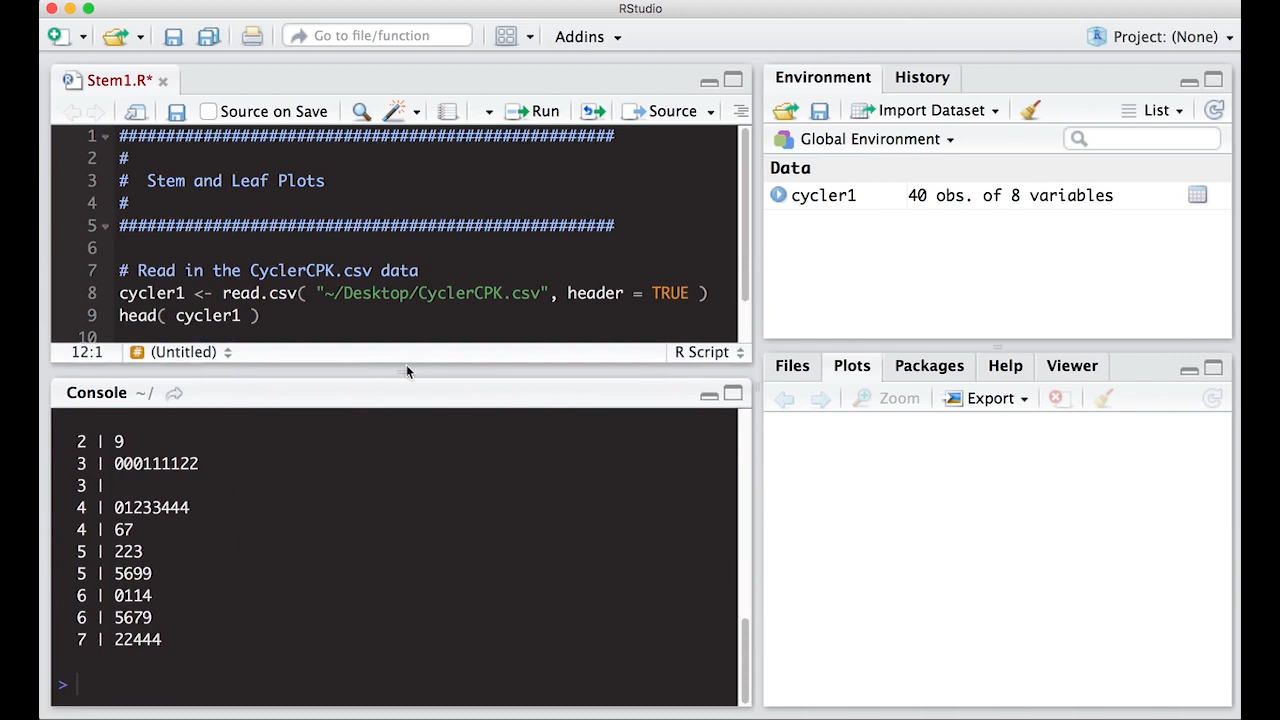 RStudio
Go to file/function
Addins
Project: (None)
Stem1.R*
Source on Save
Run
Source
1 #####################################################
2 #
3 #  Stem and Leaf Plots
4 #
5 #####################################################
6
7 # Read in the CyclerCPK.csv data
8 cycler1 <- read.csv( "~/Desktop/CyclerCPK.csv", header = TRUE )
9 head( cycler1 )
10
12:1 (Untitled) R Script
Console ~/
2 | 9
3 | 000111122
3 |
4 | 01233444
4 | 67
5 | 223
5 | 5699
6 | 0114
6 | 5679
7 | 22444
>
Environment History
Import Dataset List
Global Environment
Data
cycler1 40 obs. of 8 variables
Files Plots Packages Help Viewer
Zoom Export